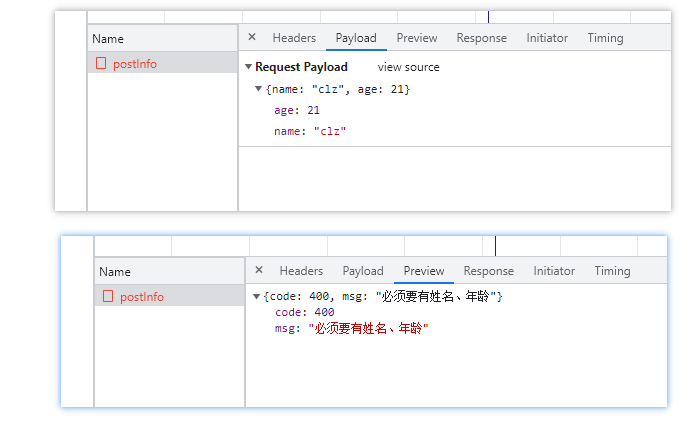 Name
× Headers Payload Preview Response Initiator Timing
postInfo
▼Request Payload view source
▼{name: "clz", age: 21}
age: 21
name: "clz"
Name
× Headers Payload Preview Response Initiator Timing
postInfo
▼{code: 400, msg: "必须要有姓名、年龄"}
code: 400
msg: "必须要有姓名、年龄"